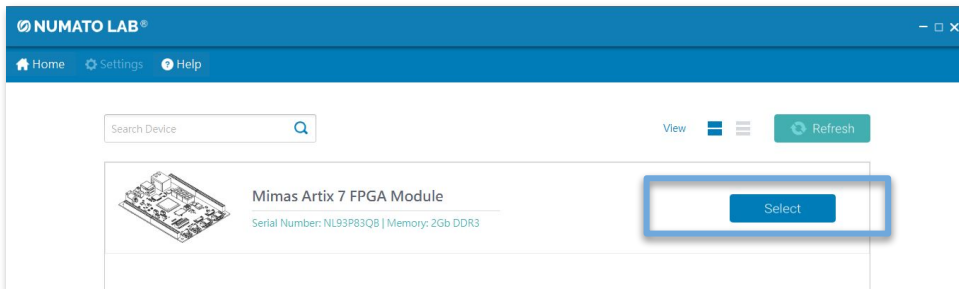 NUMATO LAB®
Home Settings Help
Search Device View Refresh
Mimas Artix 7 FPGA Module
Select
Serial Number: NL93P83QB | Memory: 2Gb DDR3